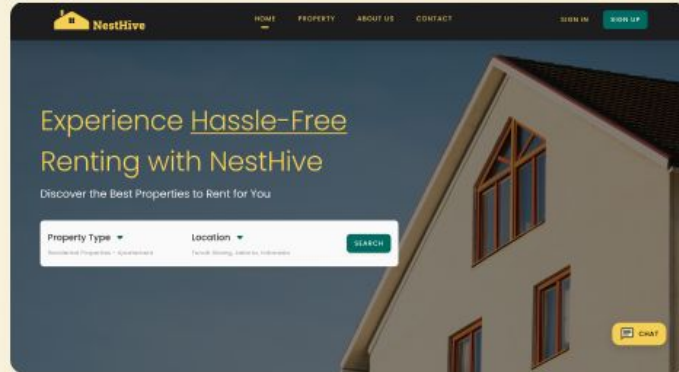 NestHive
HOME PROPERTY ABOUT US CONTACT
SIGN IN SIGN UP
Experience Hassle-Free
Renting with NestHive
Discover the Best Properties to Rent for You
Property Type Location
SEARCH
CHAT